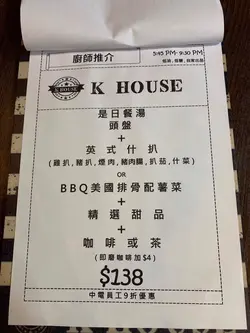 廚師推介
5:45 PM- 9:30 PM
K HOUSE
K HOUSE
是日餐湯
頭盤
+
英式什扒
(雞扒,豬扒,煙肉,豬肉腸,扒茄,什菜)
OR
BBQ美國排骨配薯菜
+
精選甜品
+
咖啡或茶
(即磨咖啡加$4)
$138
中電員工9折優惠